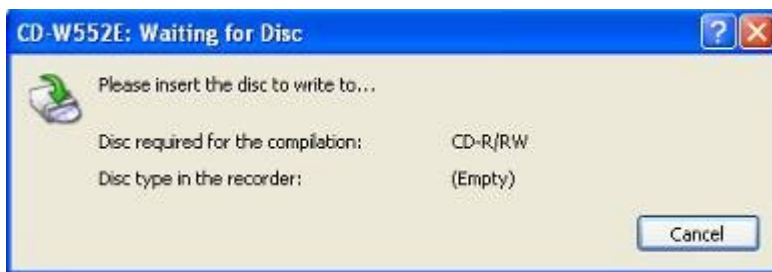 CD-W552E: Waiting for Disc
Please insert the disc to write to...
Disc required for the compilation: CD-R/RW
Disc type in the recorder: (Empty)
Cancel